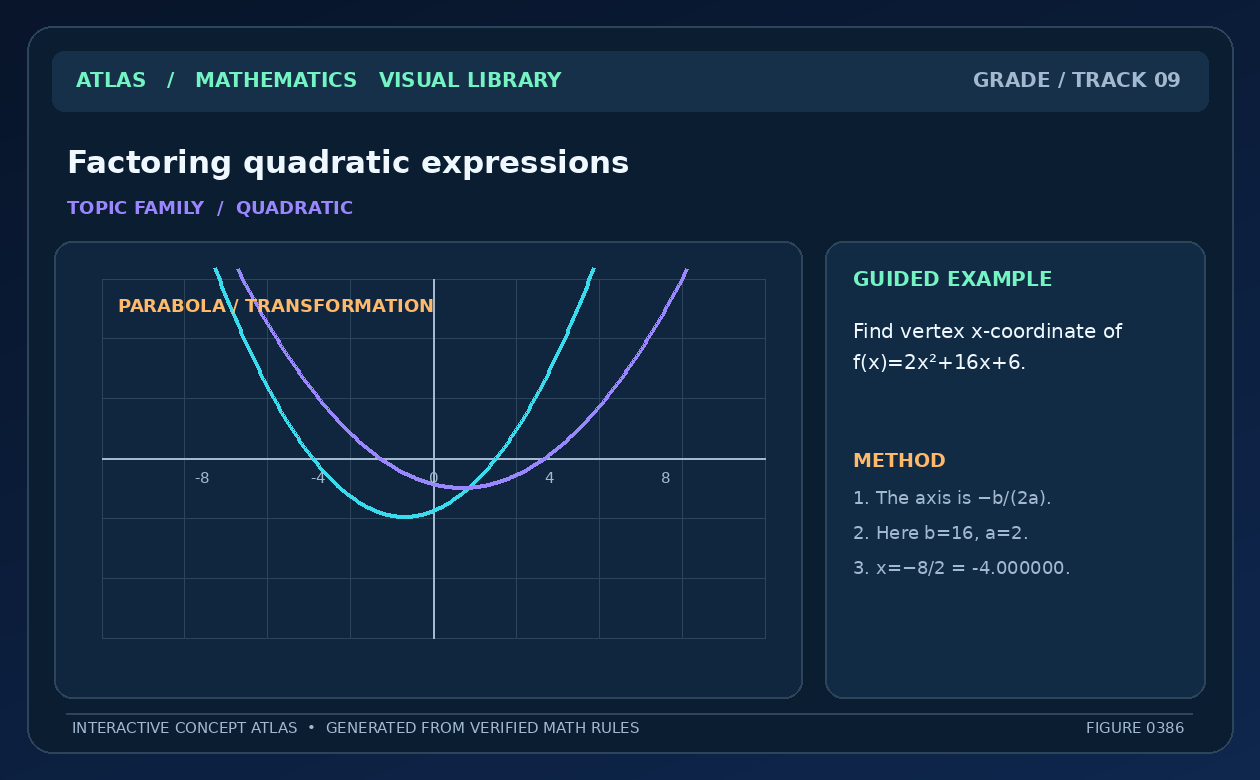 ATLAS / MATHEMATICS VISUAL LIBRARY
GRADE / TRACK 09
Factoring quadratic expressions
TOPIC FAMILY / QUADRATIC
PARABOLA / TRANSFORMATION
-8 -4 0 4 8
GUIDED EXAMPLE
Find vertex x-coordinate of
f(x)=2x²+16x+6.
METHOD
1. The axis is −b/(2a).
2. Here b=16, a=2.
3. x=−8/2 = -4.000000.
INTERACTIVE CONCEPT ATLAS • GENERATED FROM VERIFIED MATH RULES
FIGURE 0386